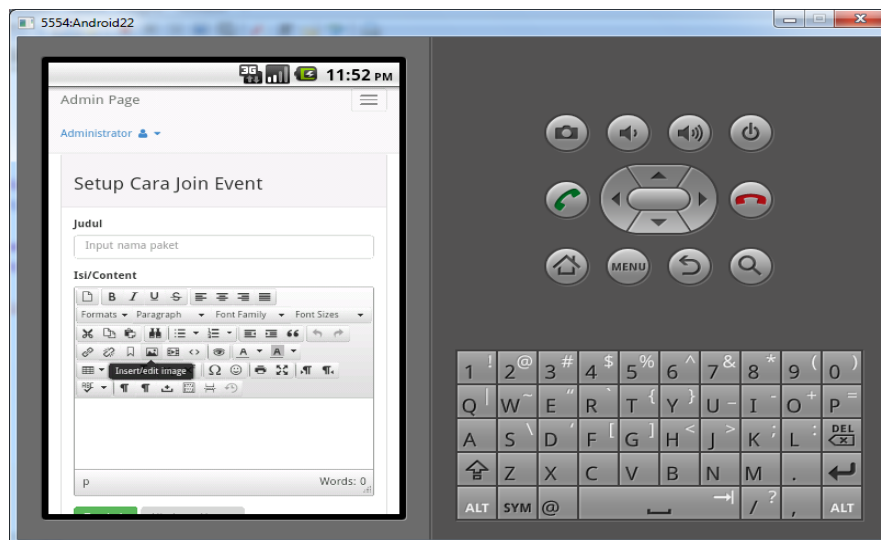 5554:Android22
3G 11:52 PM
Admin Page
Administrator
Setup Cara Join Event
Judul
Input nama paket
Isi/Content
B I U S
Formats Paragraph Font Family Font Sizes
A A
Insert/edit image Ω
p Words: 0
MENU
1 ! 2 @ 3 # 4 $ 5 % 6 ^ 7 & 8 * 9 ( 0 )
Q | W ~ E " R ` T { Y } U _ I - O + P =
A S \ D ' F [ G ] H < J > K ; L : DEL
Z X C V B N M .
ALT SYM @ / ? , ALT